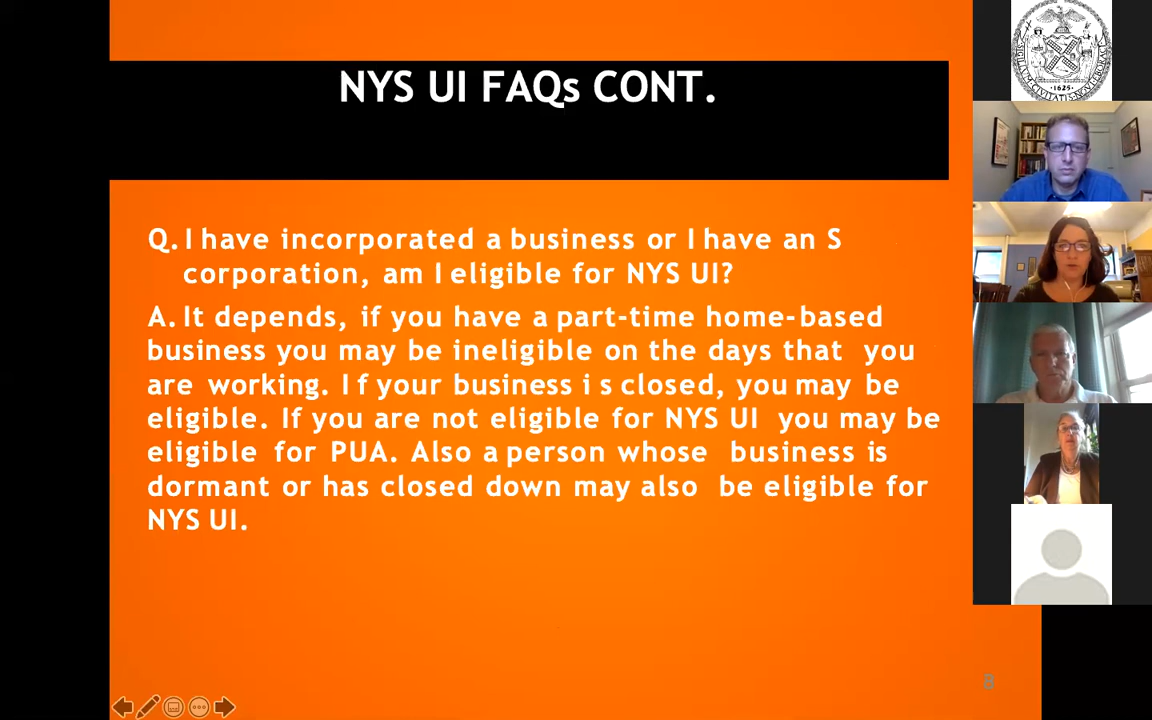 NYS UI FAQs CONT.
Q. I have incorporated a business or I have an S
corporation, am I eligible for NYS UI?
A. It depends, if you have a part-time home-based
business you may be ineligible on the days that you
are working. If your business is closed, you may be
eligible. If you are not eligible for NYS UI you may be
eligible for PUA. Also a person whose business is
dormant or has closed down may also be eligible for
NYS UI.
8
·1625·